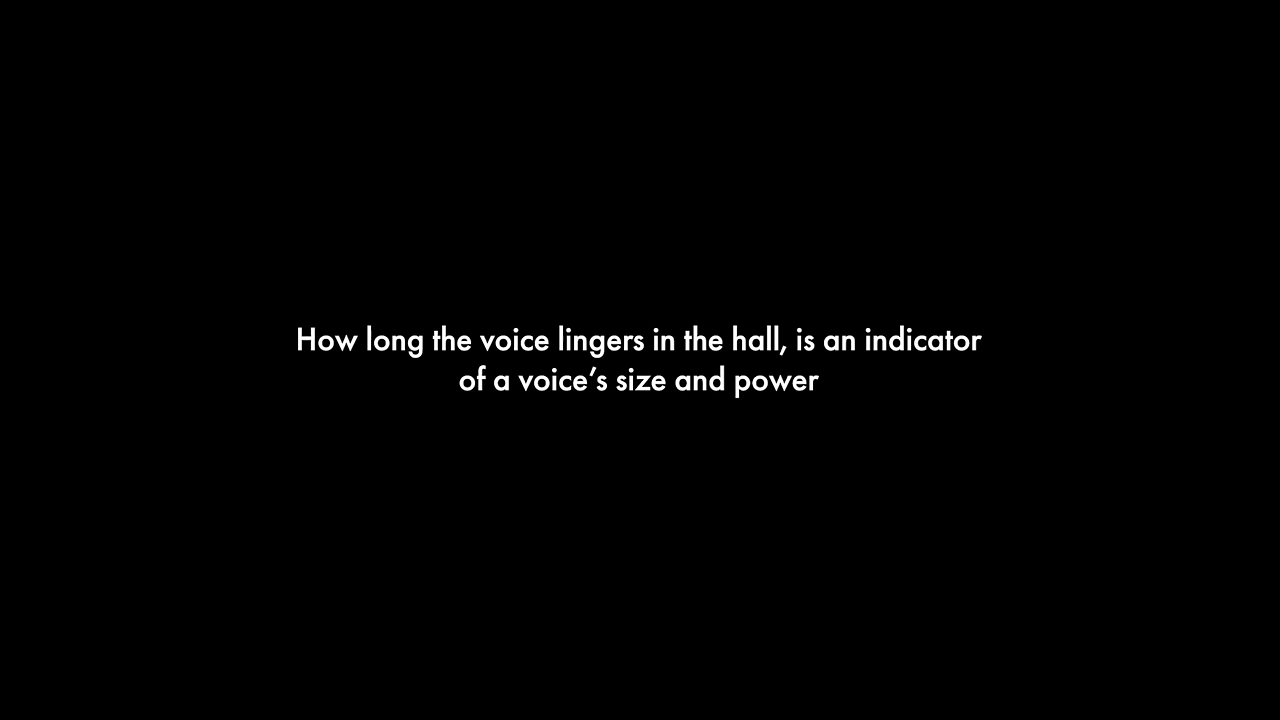 How long the voice lingers in the hall, is an indicator
of a voice’s size and power